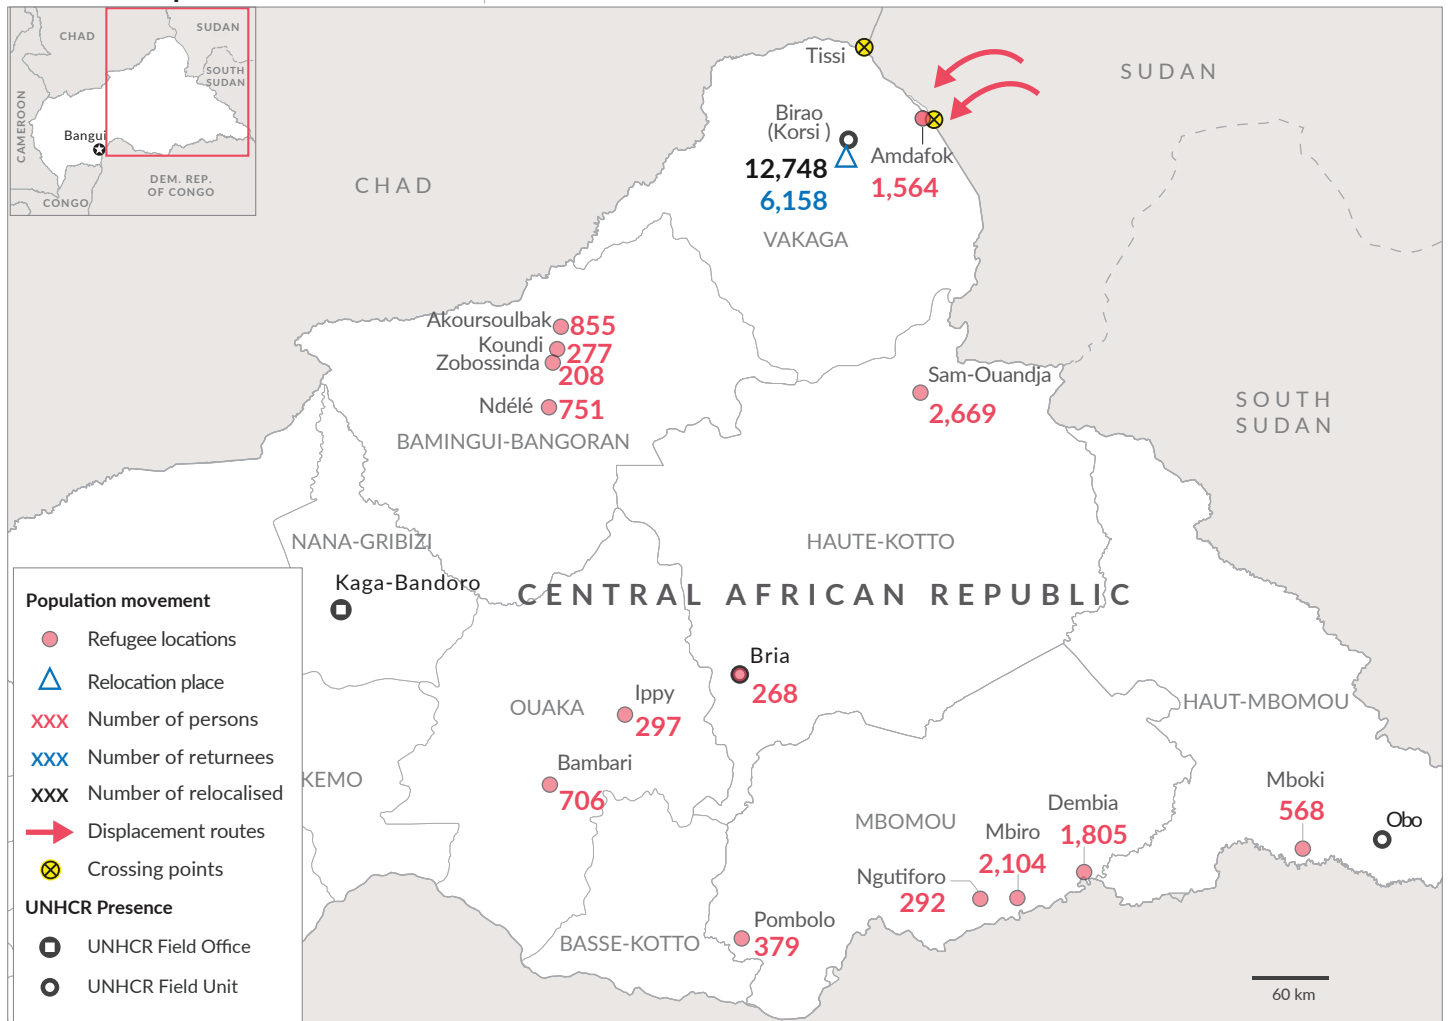 CHAD
SUDAN
SOUTH
SUDAN
CAMEROON
Bangui
DEM. REP.
OF CONGO
CONGO
SUDAN
CHAD
SOUTH
SUDAN
Tissi
Birao
(Korsi )
12,748
6,158
Amdafok
1,564
VAKAGA
Akoursoulbak
855
Koundi
277
Zobossinda
208
Ndélé
751
BAMINGUI-BANGORAN
Sam-Ouandja
2,669
NANA-GRIBIZI
HAUTE-KOTTO
Kaga-Bandoro
CENTRAL AFRICAN REPUBLIC
Bria
268
Ippy
297
OUAKA
Bambari
706
KEMO
HAUT-MBOMOU
Mboki
568
Obo
Dembia
1,805
MBOMOU
Mbiro
2,104
Ngutiforo
292
Pombolo
379
BASSE-KOTTO
60 km
Population movement
Refugee locations
Relocation place
XXX Number of persons
XXX Number of returnees
XXX Number of relocalised
Displacement routes
Crossing points
UNHCR Presence
UNHCR Field Office
UNHCR Field Unit